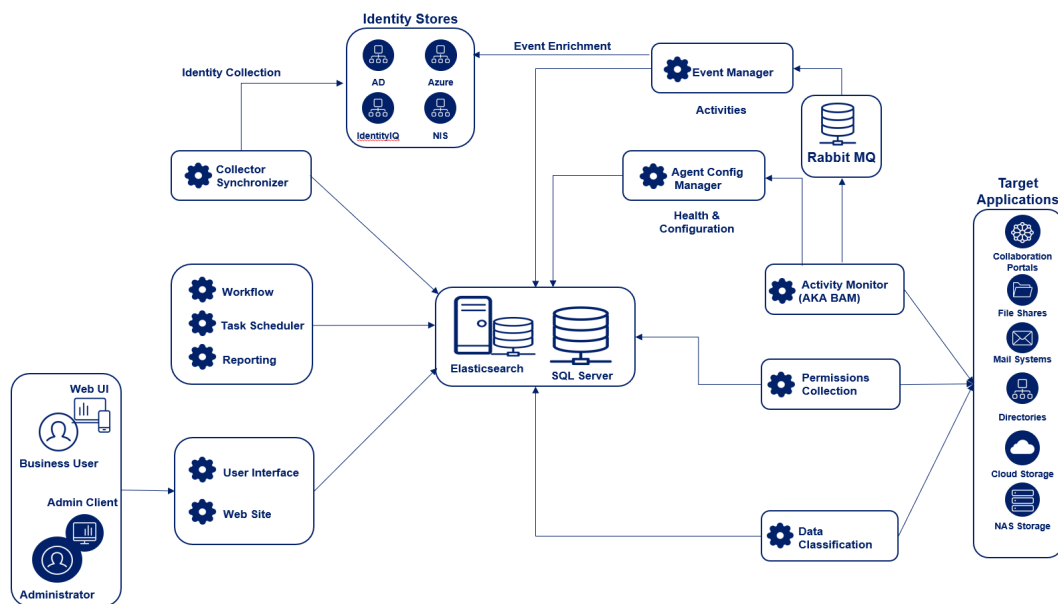 Identity Stores
AD
Azure
IdentityIQ
NIS
Identity Collection
Event Enrichment
Event Manager
Activities
Rabbit MQ
Collector
Synchronizer
Agent Config
Manager
Health &
Configuration
Target
Applications
Collaboration
Portals
File Shares
Mail Systems
Directories
Cloud Storage
NAS Storage
Workflow
Task Scheduler
Reporting
Activity Monitor
(AKA BAM)
Elasticsearch
SQL Server
Permissions
Collection
Web UI
Business User
Admin Client
Administrator
User Interface
Web Site
Data
Classification